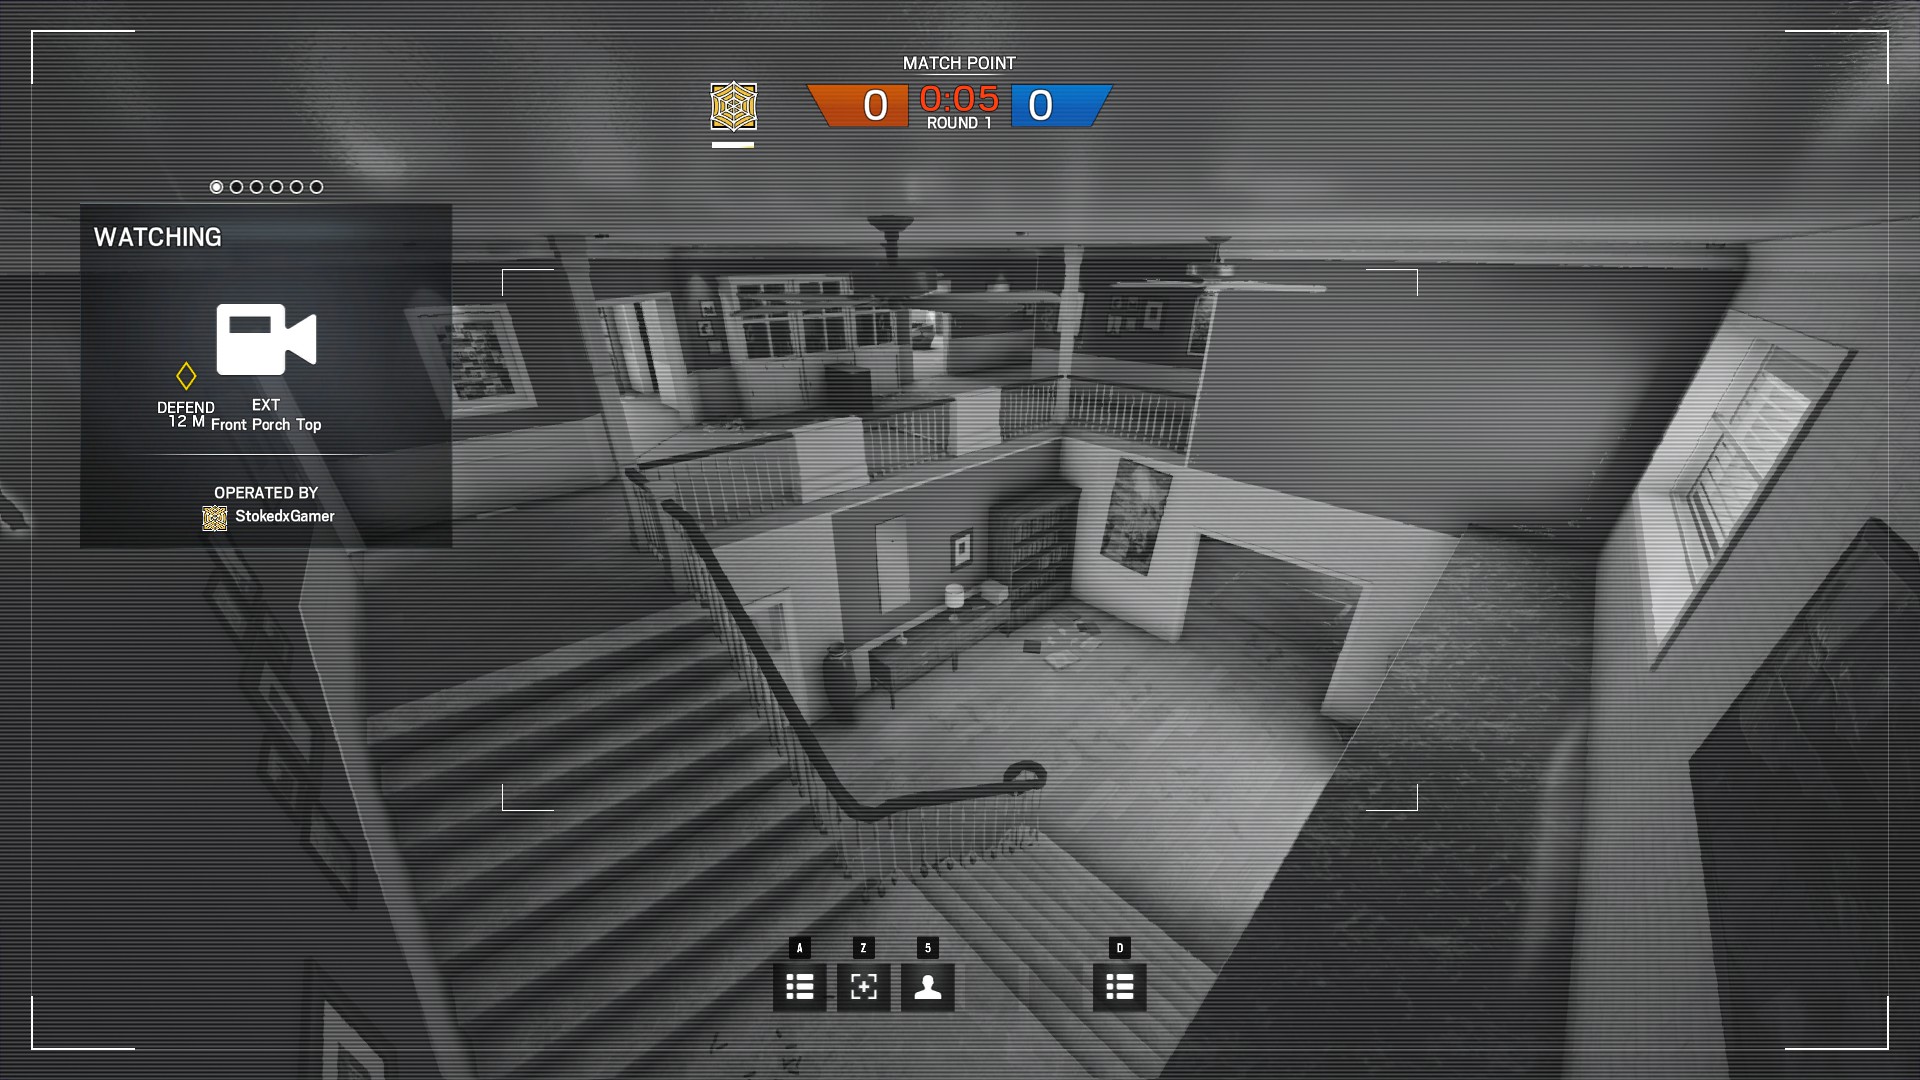 MATCH POINT
0 0:05 0
ROUND 1
WATCHING
DEFEND
12 M
EXT
Front Porch Top
OPERATED BY
StokedxGamer
A Z 5 D